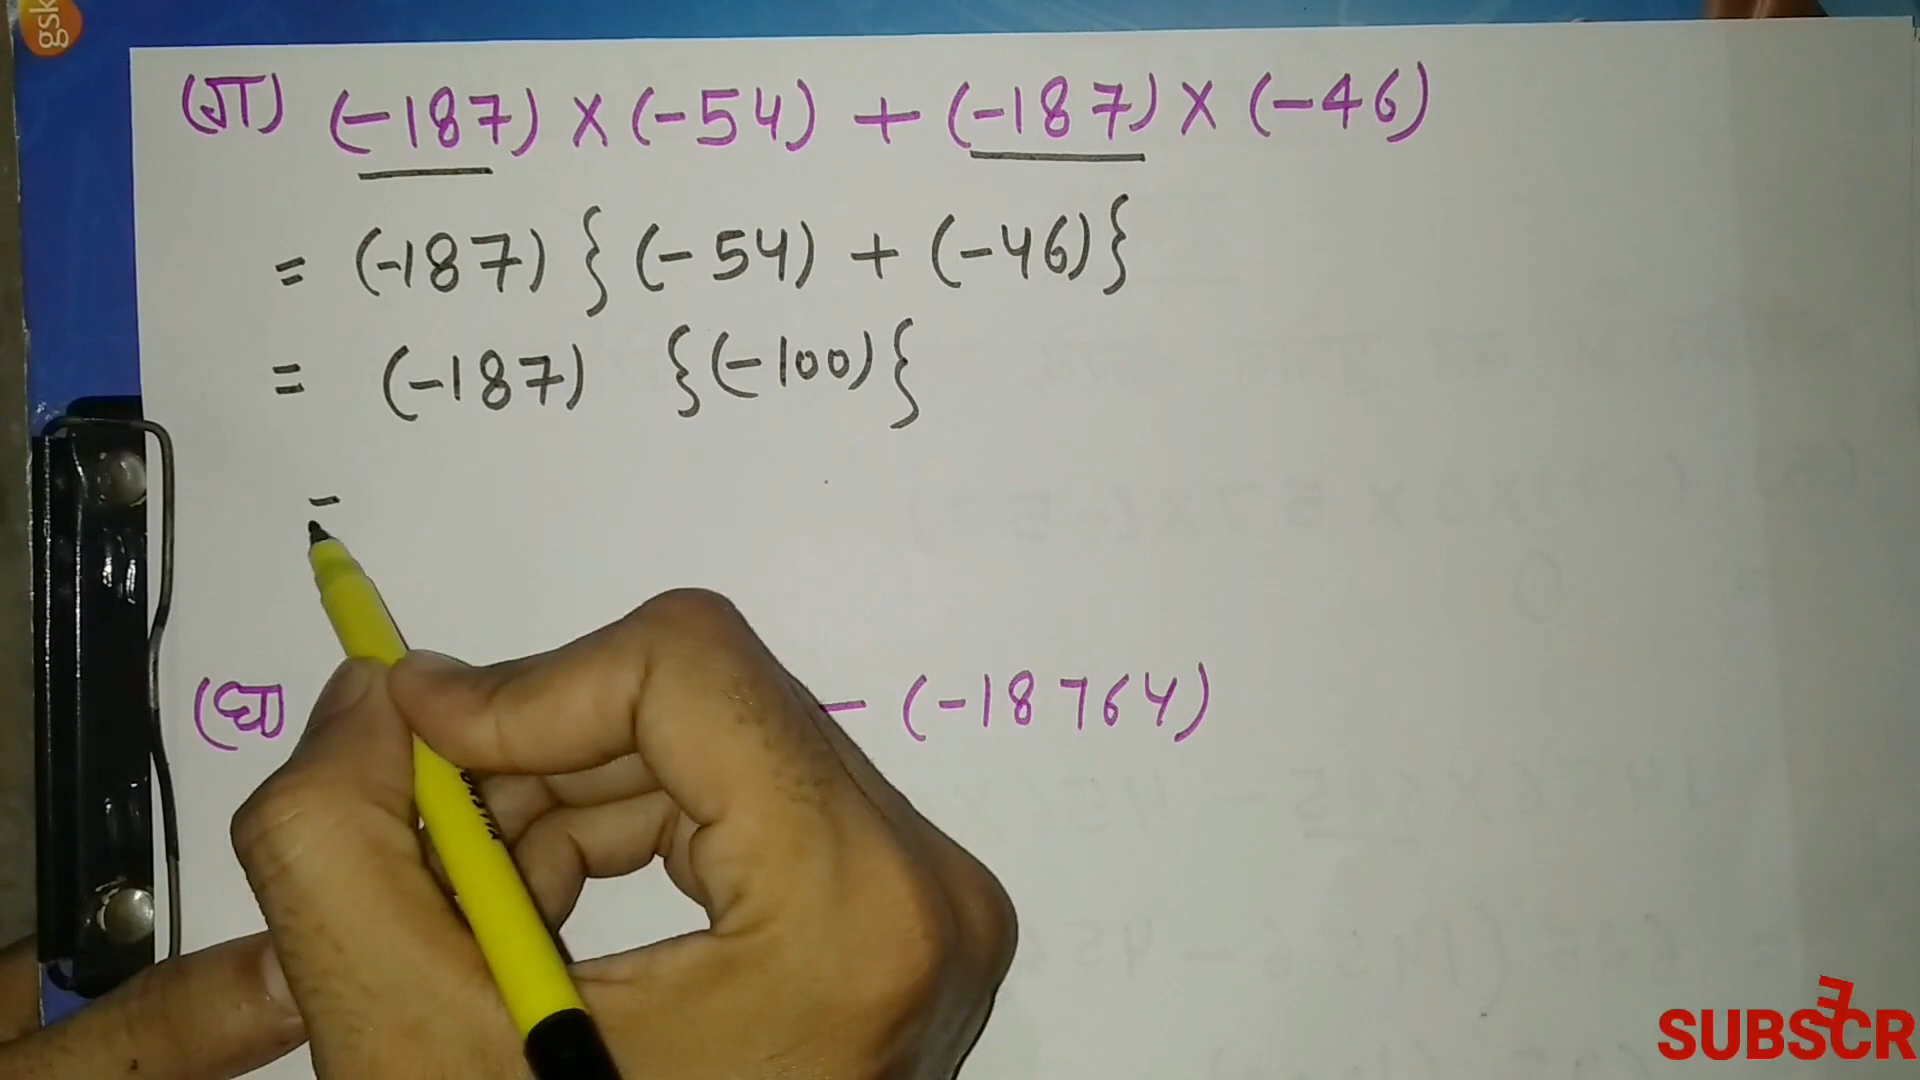 gsk
(গ) (-187) × (-54) + (-187) × (-46)
= (-187) { (-54) + (-46) }
= (-187) { (-100) }
-
(ঘ) - (-18764)
SUBSCR
E